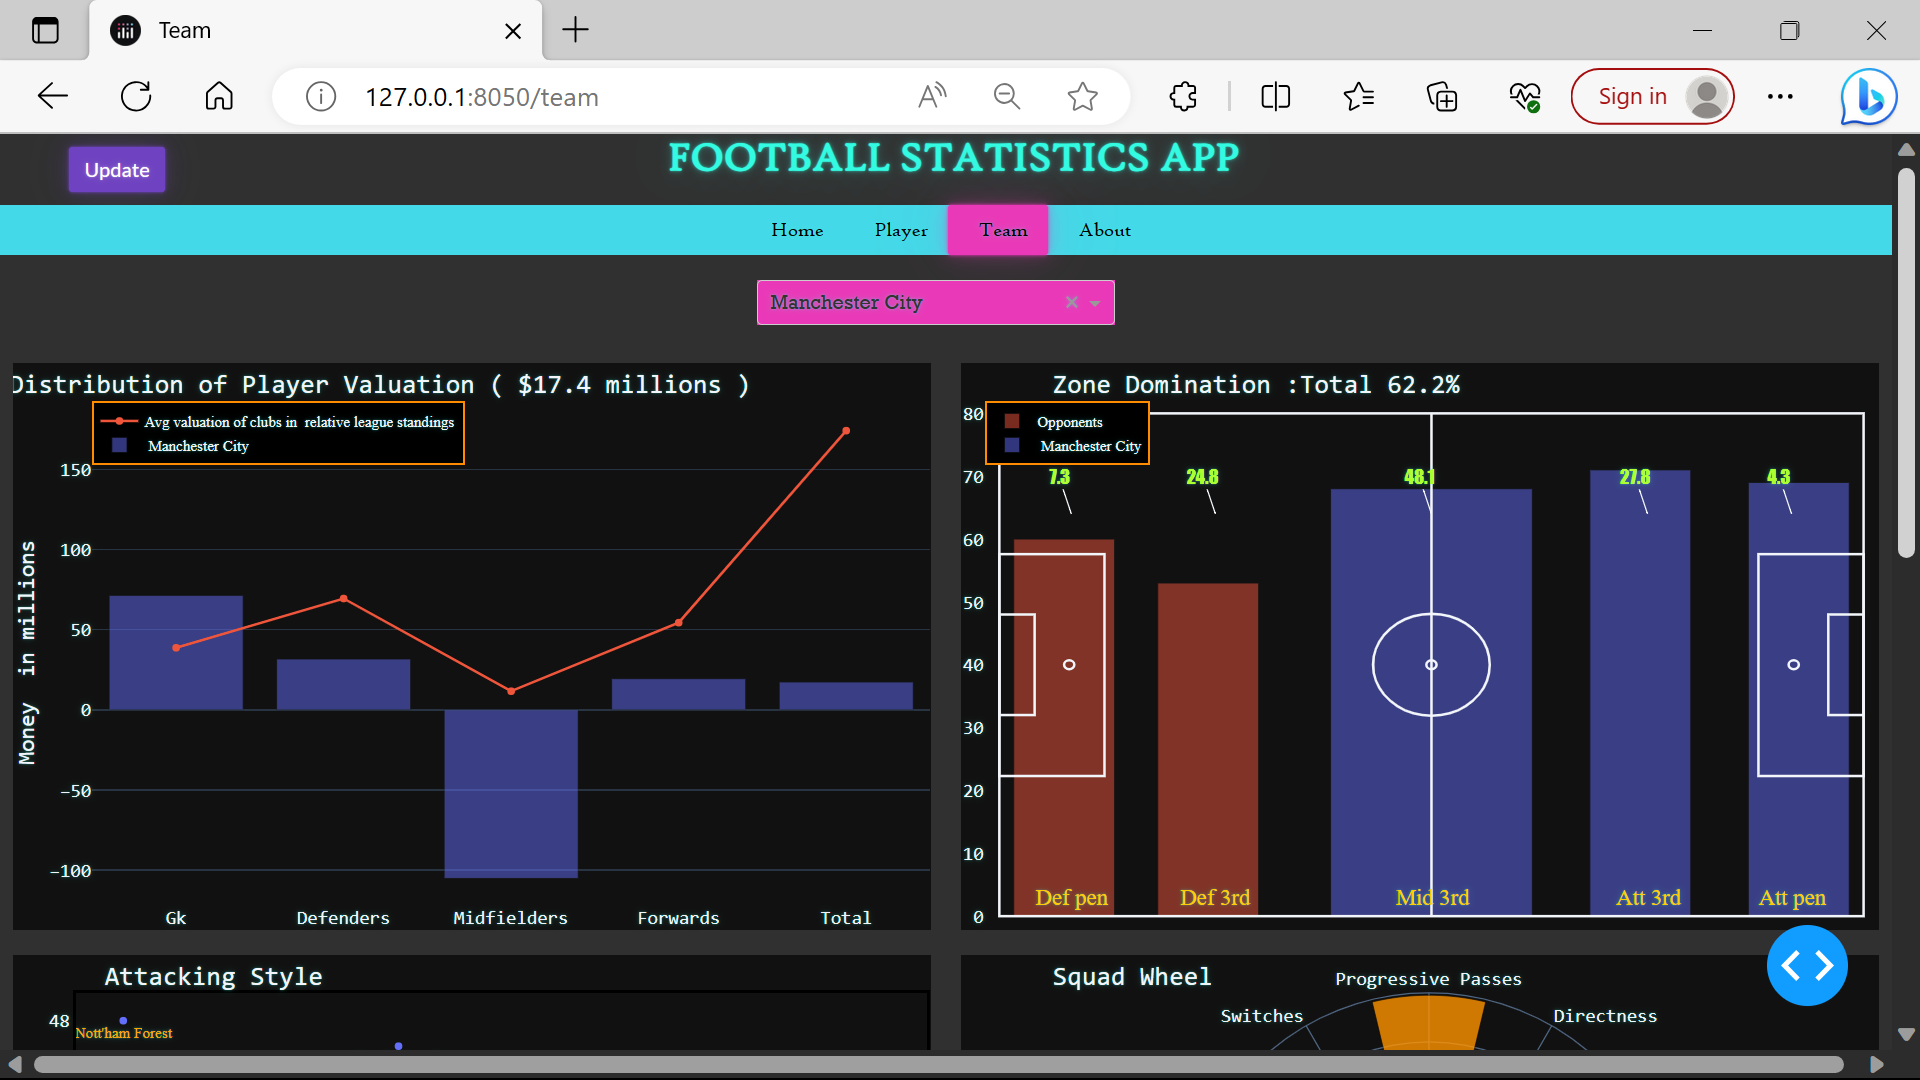 Team
127.0.0.1:8050/team
Sign in
Update
FOOTBALL STATISTICS APP
Home Player Team About
Manchester City
Distribution of Player Valuation ( $17.4 millions )
Avg valuation of clubs in relative league standings
Manchester City
Money in millions
150
100
50
0
−50
−100
Gk Defenders Midfielders Forwards Total
Zone Domination :Total 62.2%
Opponents
Manchester City
80
70
60
50
40
30
20
10
0
7.3 24.8 48.1 27.8 4.3
Def pen Def 3rd Mid 3rd Att 3rd Att pen
Attacking Style
48
Nott'ham Forest
Squad Wheel
Progressive Passes
Switches
Directness